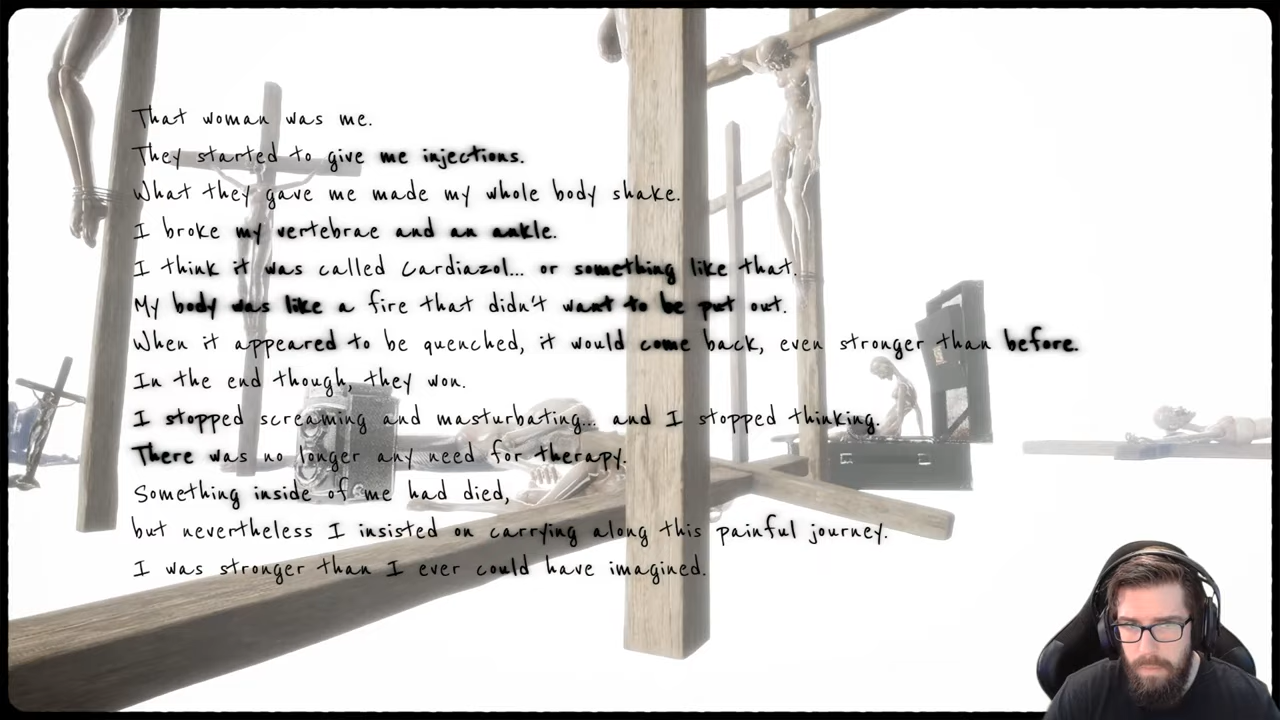 That woman was me.
They started to give me injections.
What they gave me made my whole body shake.
I broke my vertebrae and an ankle.
I think it was called Cardiazol... or something like that.
My body was like a fire that didn't want to be put out.
When it appeared to be quenched, it would come back, even stronger than before.
In the end though, they won.
I stopped screaming and masturbating... and I stopped thinking.
There was no longer any need for therapy.
Something inside of me had died,
but nevertheless I insisted on carrying along this painful journey.
I was stronger than I ever could have imagined.